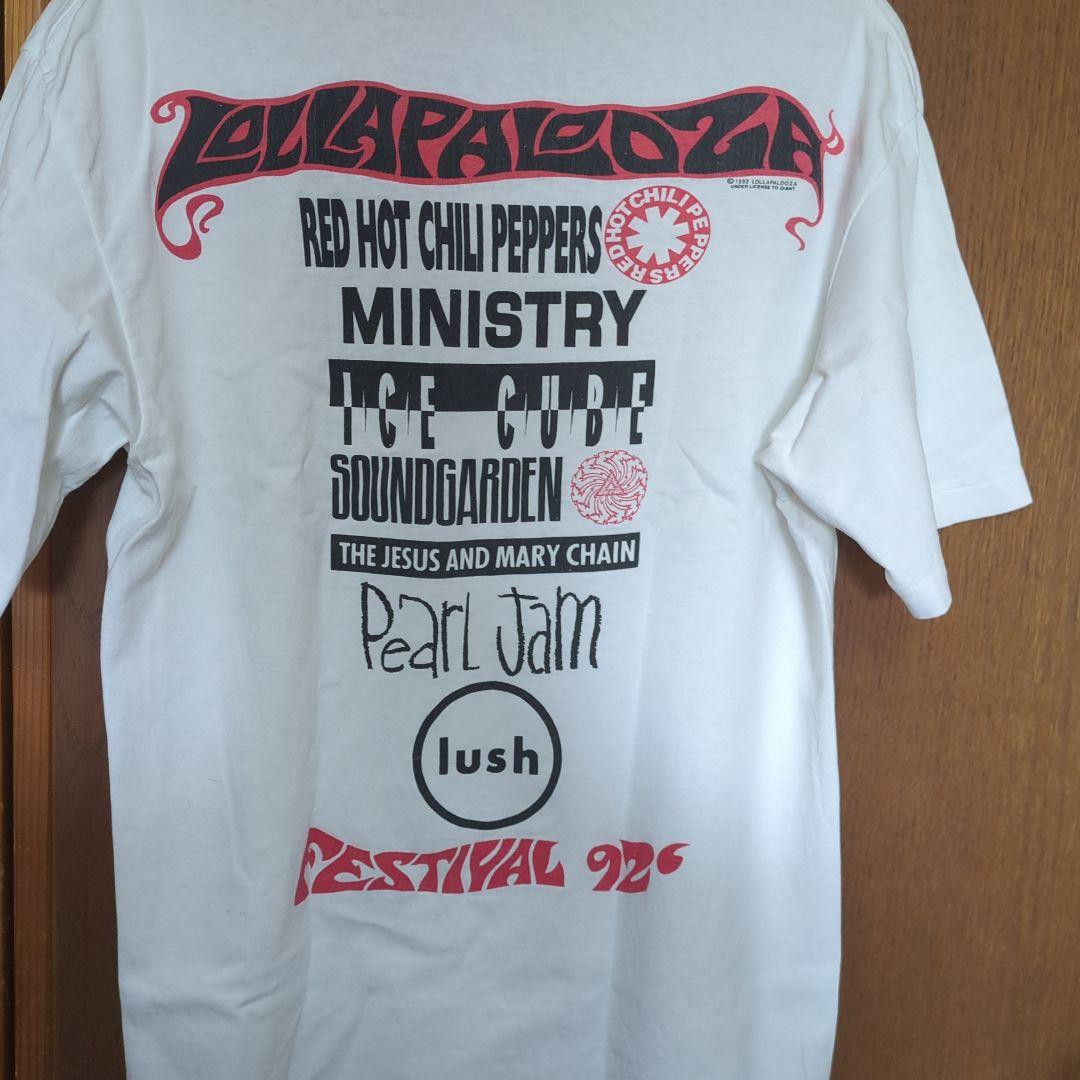 LOLLAPALOOZA
© 1992 LOLLAPALOOZA
UNDER LICENSE TO GIANT
RED HOT CHILI PEPPERS
RED HOT CHILI PEPPERS
MINISTRY
ICE CUBE
SOUNDGARDEN
THE JESUS AND MARY CHAIN
Pearl Jam
lush
FESTIVAL 92